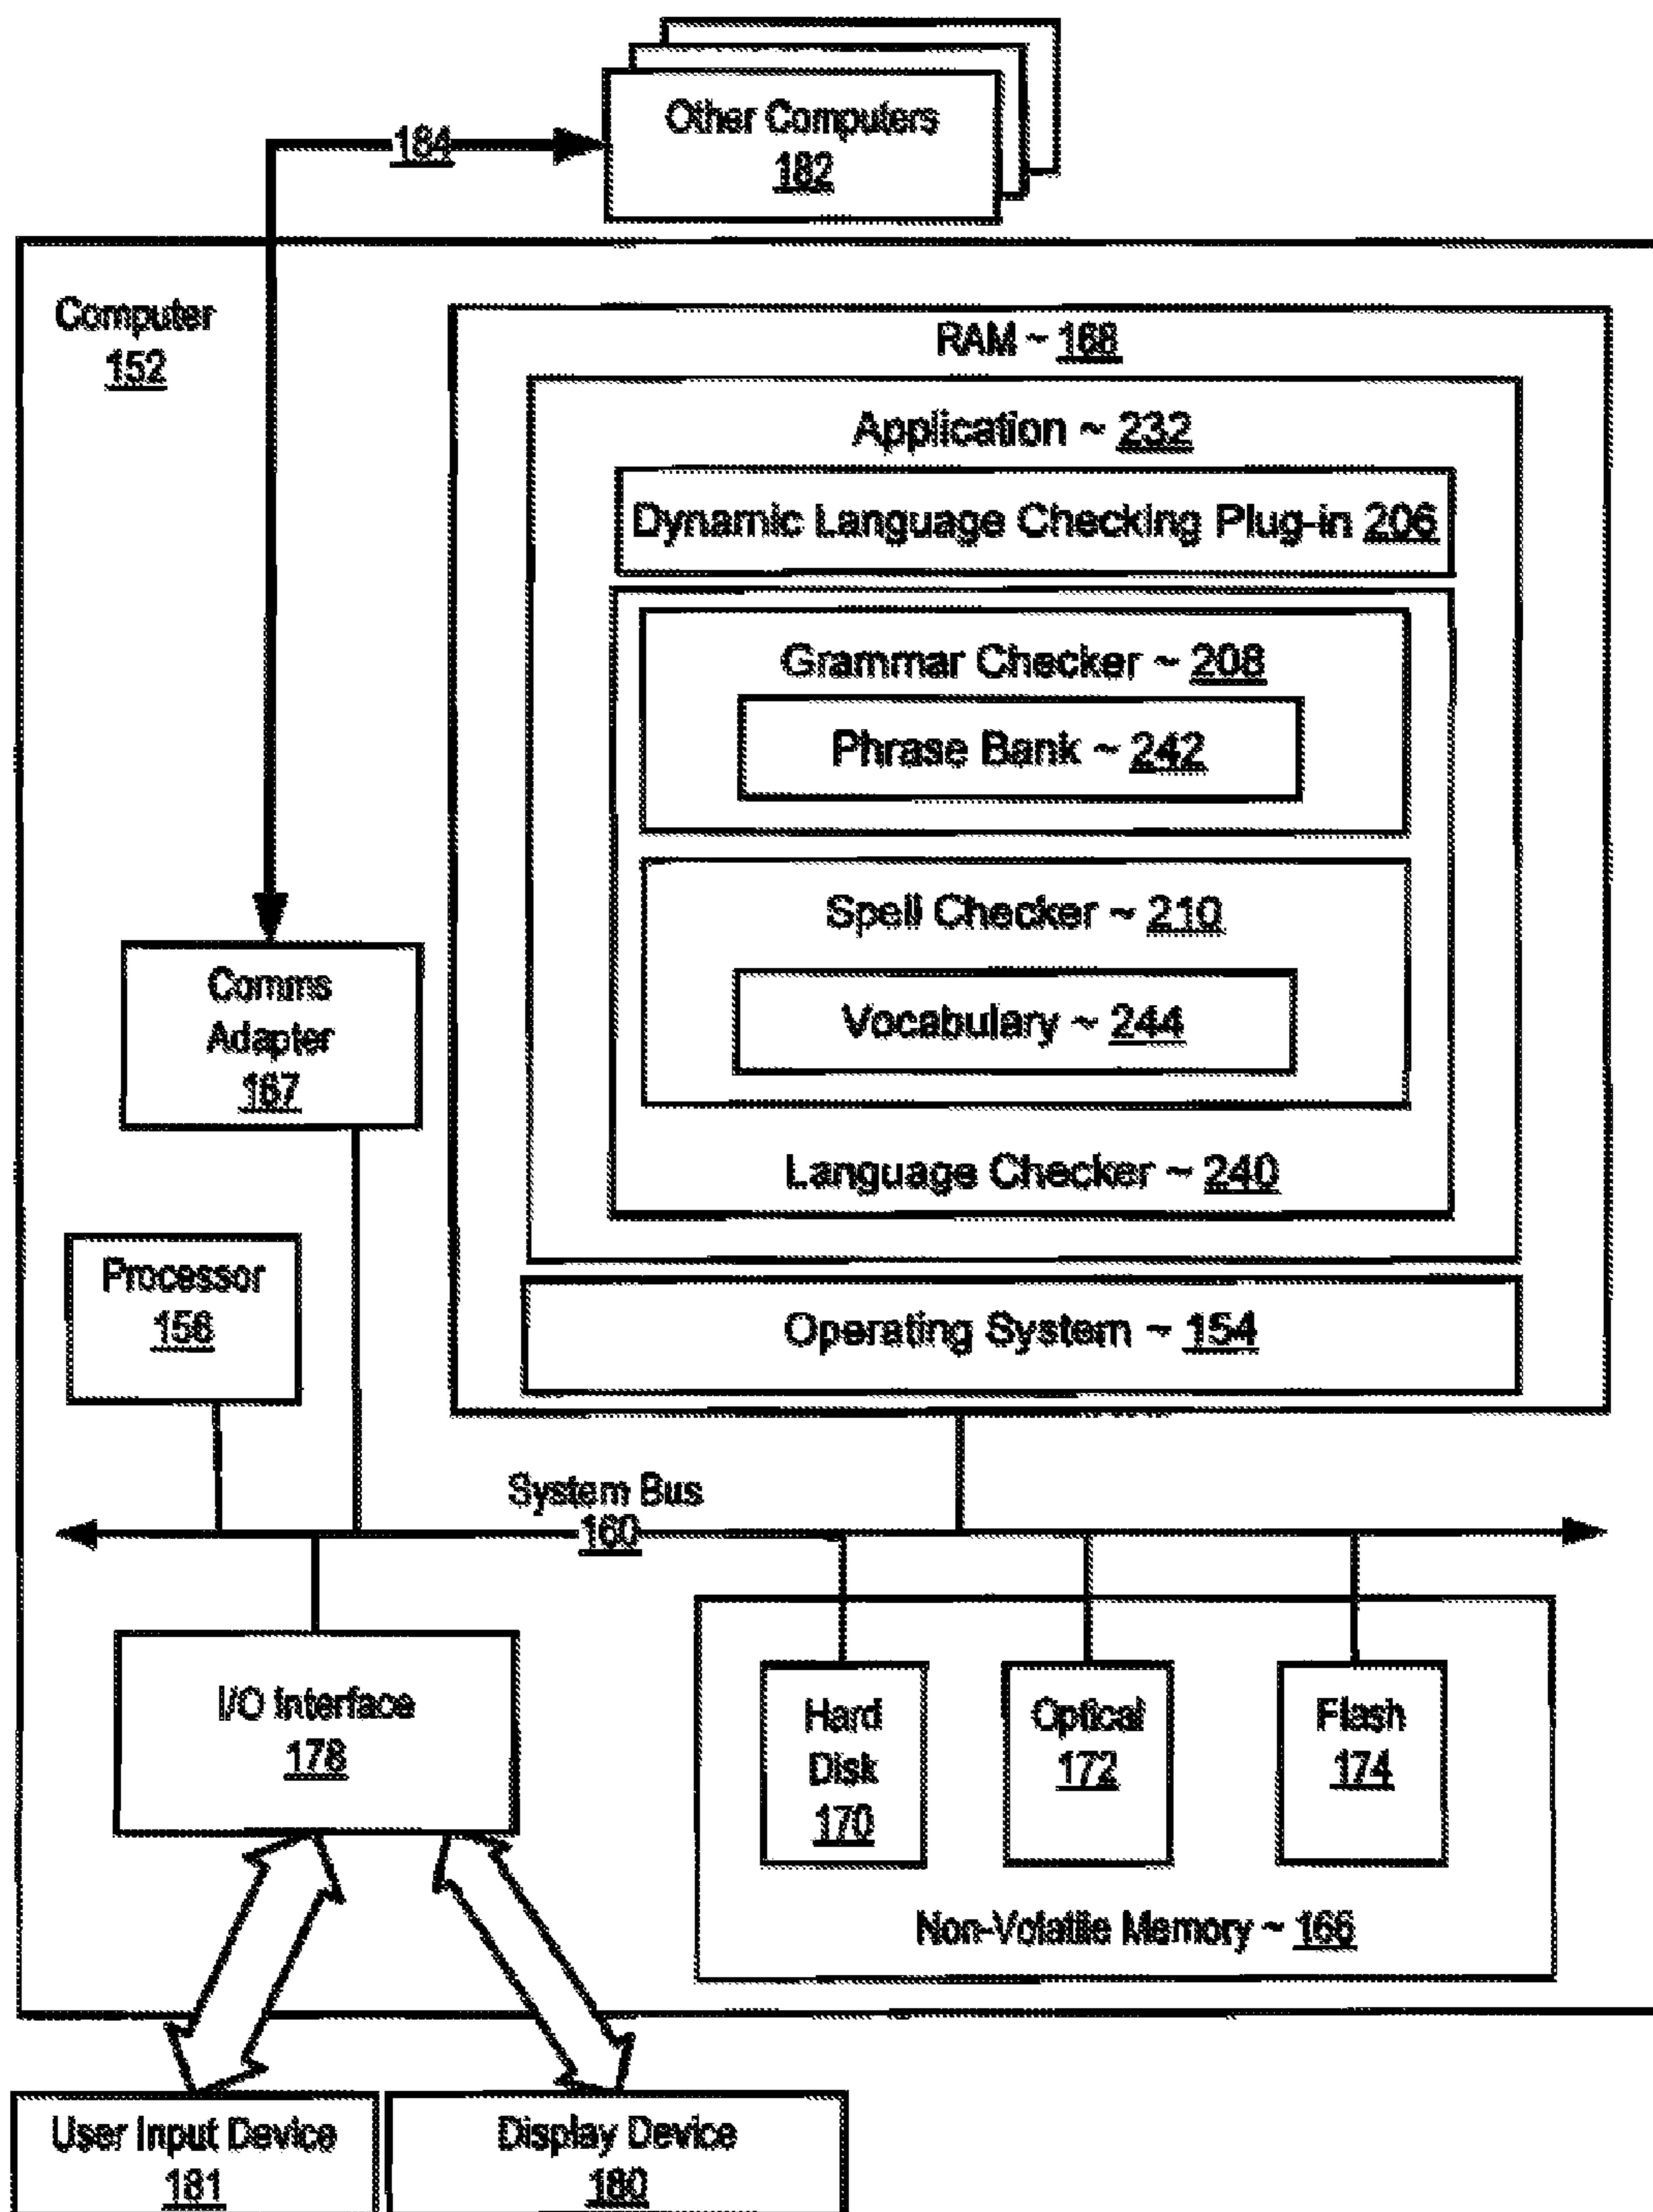 Other Computers
182
184
Computer
152
RAM ~ 168
Application ~ 232
Dynamic Language Checking Plug-in 206
Grammar Checker ~ 208
Phrase Bank ~ 242
Spell Checker ~ 210
Vocabulary ~ 244
Language Checker ~ 240
Comms
Adapter
167
Processor
156
Operating System ~ 154
System Bus
160
I/O Interface
178
Hard
Disk
170
Optical
172
Flash
174
Non-Volatile Memory ~ 166
User Input Device
181
Display Device
180